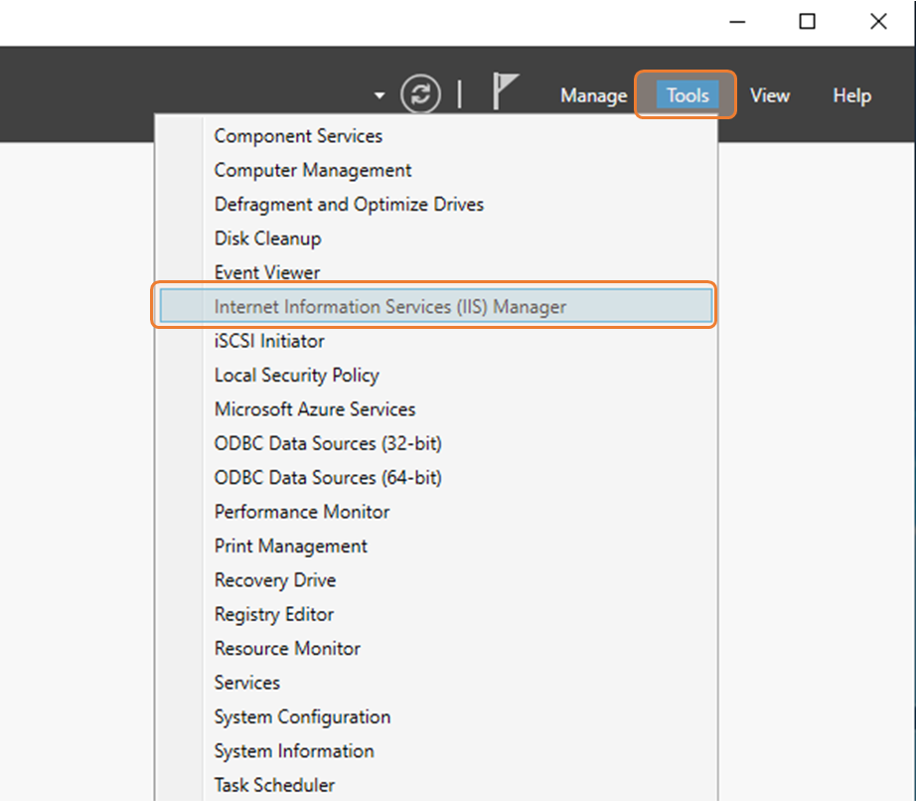 Manage Tools View Help
Component Services
Computer Management
Defragment and Optimize Drives
Disk Cleanup
Event Viewer
Internet Information Services (IIS) Manager
iSCSI Initiator
Local Security Policy
Microsoft Azure Services
ODBC Data Sources (32-bit)
ODBC Data Sources (64-bit)
Performance Monitor
Print Management
Recovery Drive
Registry Editor
Resource Monitor
Services
System Configuration
System Information
Task Scheduler